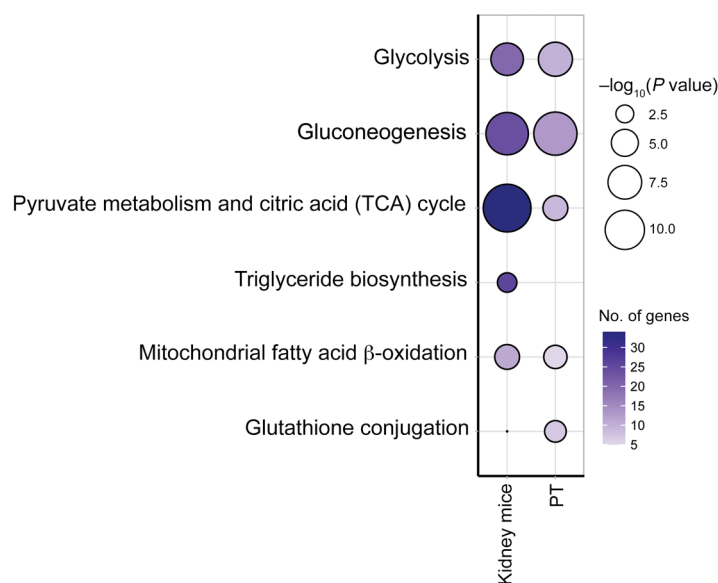 Glycolysis
Gluconeogenesis
Pyruvate metabolism and citric acid (TCA) cycle
Triglyceride biosynthesis
Mitochondrial fatty acid β-oxidation
Glutathione conjugation
Kidney mice
PT
–log10(P value)
2.5
5.0
7.5
10.0
No. of genes
30
25
20
15
10
5